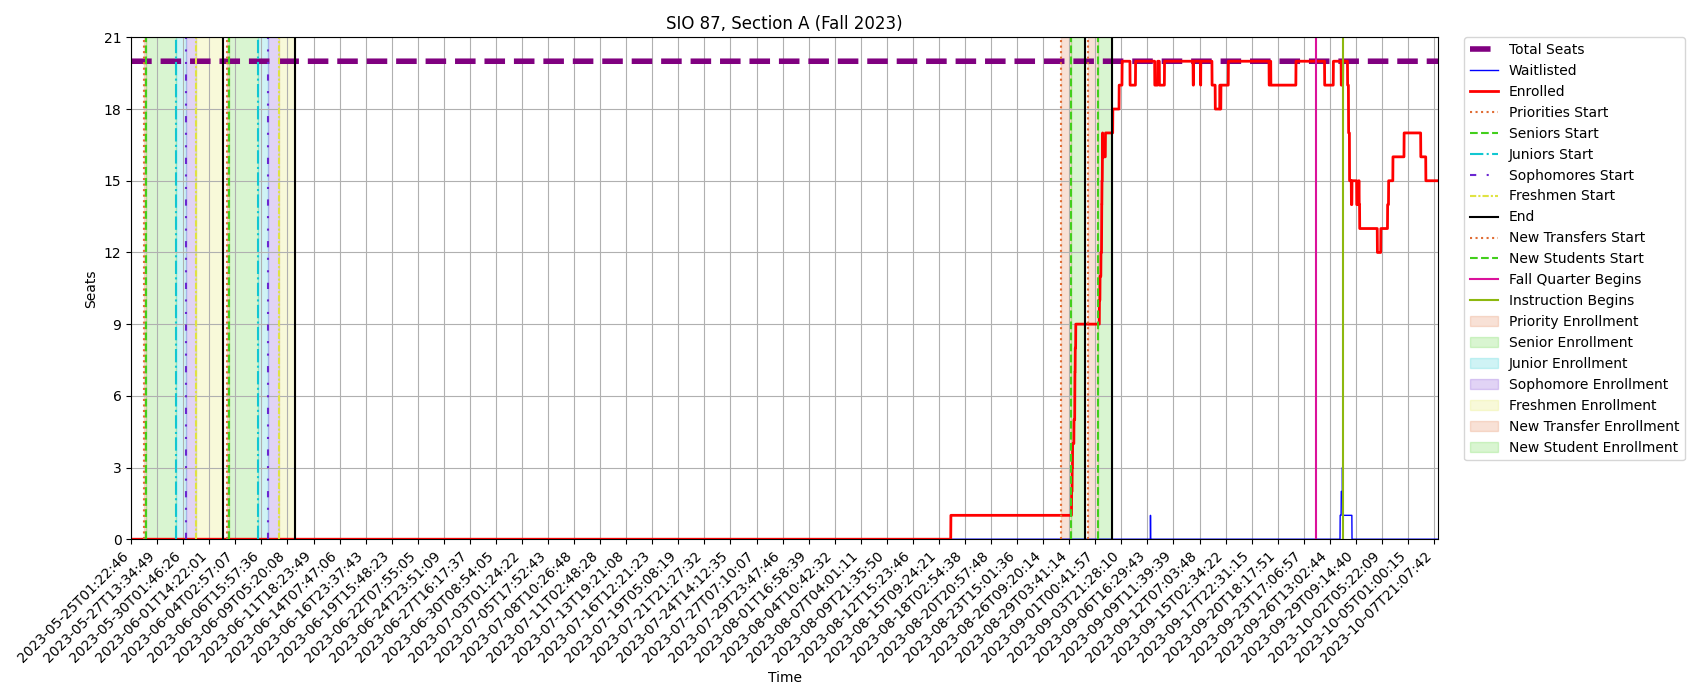 SIO 87, Section A (Fall 2023)
21
18
15
12
9
6
3
0
Seats
2023-05-25T01:22:46
2023-05-27T13:34:49
2023-05-30T01:46:26
2023-06-01T14:22:01
2023-06-04T02:57:07
2023-06-06T15:57:36
2023-06-09T05:20:08
2023-06-11T18:23:49
2023-06-14T07:47:06
2023-06-16T23:37:43
2023-06-19T15:48:23
2023-06-22T07:55:05
2023-06-24T23:51:09
2023-06-27T16:17:37
2023-06-30T08:54:05
2023-07-03T01:24:22
2023-07-05T17:52:43
2023-07-08T10:26:48
2023-07-11T02:48:28
2023-07-13T19:21:08
2023-07-16T12:21:23
2023-07-19T05:08:19
2023-07-21T21:27:32
2023-07-24T14:12:35
2023-07-27T07:10:07
2023-07-29T23:47:46
2023-08-01T16:58:39
2023-08-04T10:42:32
2023-08-07T04:01:11
2023-08-09T21:35:50
2023-08-12T15:23:46
2023-08-15T09:24:21
2023-08-18T02:54:38
2023-08-20T20:57:48
2023-08-23T15:01:36
2023-08-26T09:20:14
2023-08-29T03:41:14
2023-09-01T00:41:57
2023-09-03T21:28:10
2023-09-06T16:29:43
2023-09-09T11:39:39
2023-09-12T07:03:48
2023-09-15T02:34:22
2023-09-17T22:31:15
2023-09-20T18:17:51
2023-09-23T17:06:57
2023-09-26T13:02:44
2023-09-29T09:14:40
2023-10-02T05:22:09
2023-10-05T01:00:15
2023-10-07T21:07:42
Time
Total Seats
Waitlisted
Enrolled
Priorities Start
Seniors Start
Juniors Start
Sophomores Start
Freshmen Start
End
New Transfers Start
New Students Start
Fall Quarter Begins
Instruction Begins
Priority Enrollment
Senior Enrollment
Junior Enrollment
Sophomore Enrollment
Freshmen Enrollment
New Transfer Enrollment
New Student Enrollment